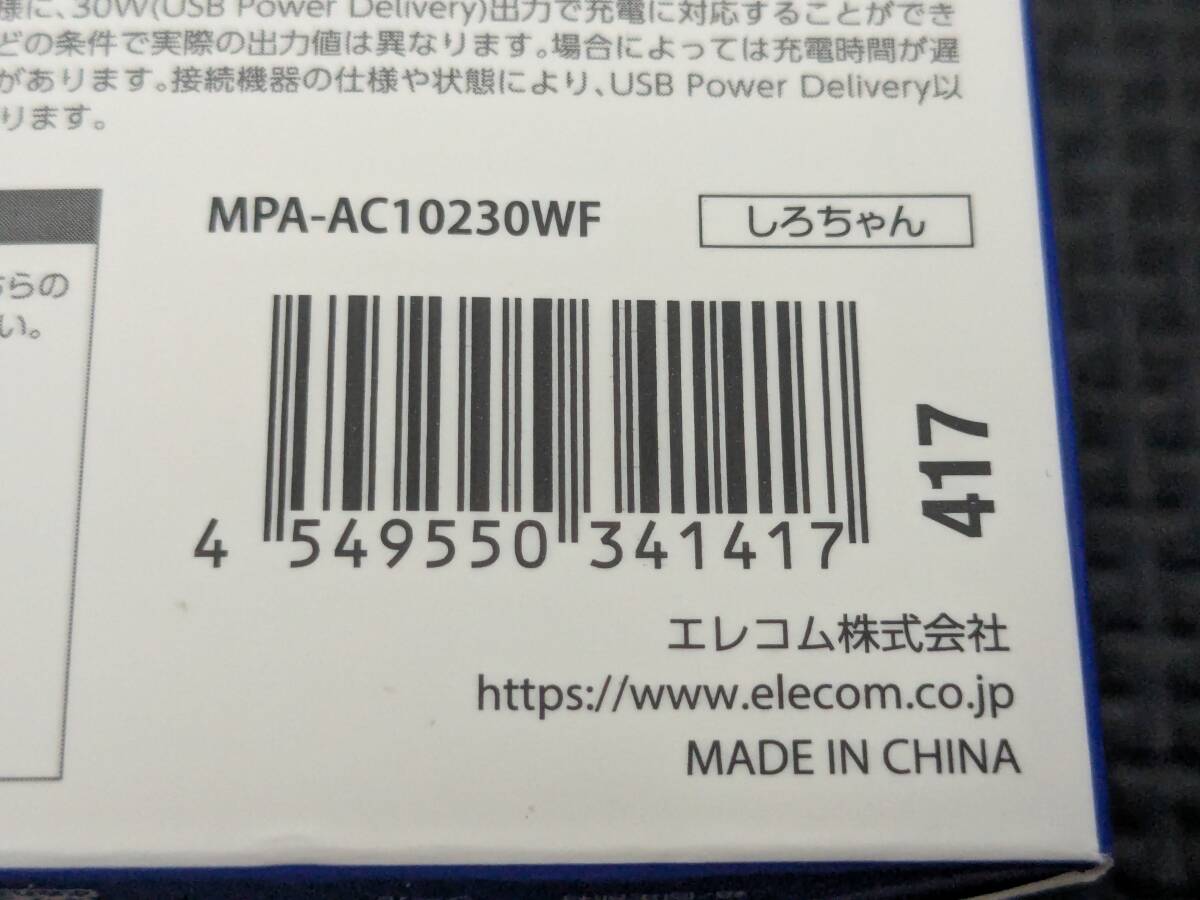 様に、30W(USB Power Delivery)出力で充電に対応することができ
どの条件で実際の出力値は異なります。場合によっては充電時間が遅
があります。接続機器の仕様や状態により、USB Power Delivery以
ります。
ちらの
い。
MPA-AC10230WF
しろちゃん
4 549550 341417
417
エレコム株式会社
https://www.elecom.co.jp
MADE IN CHINA